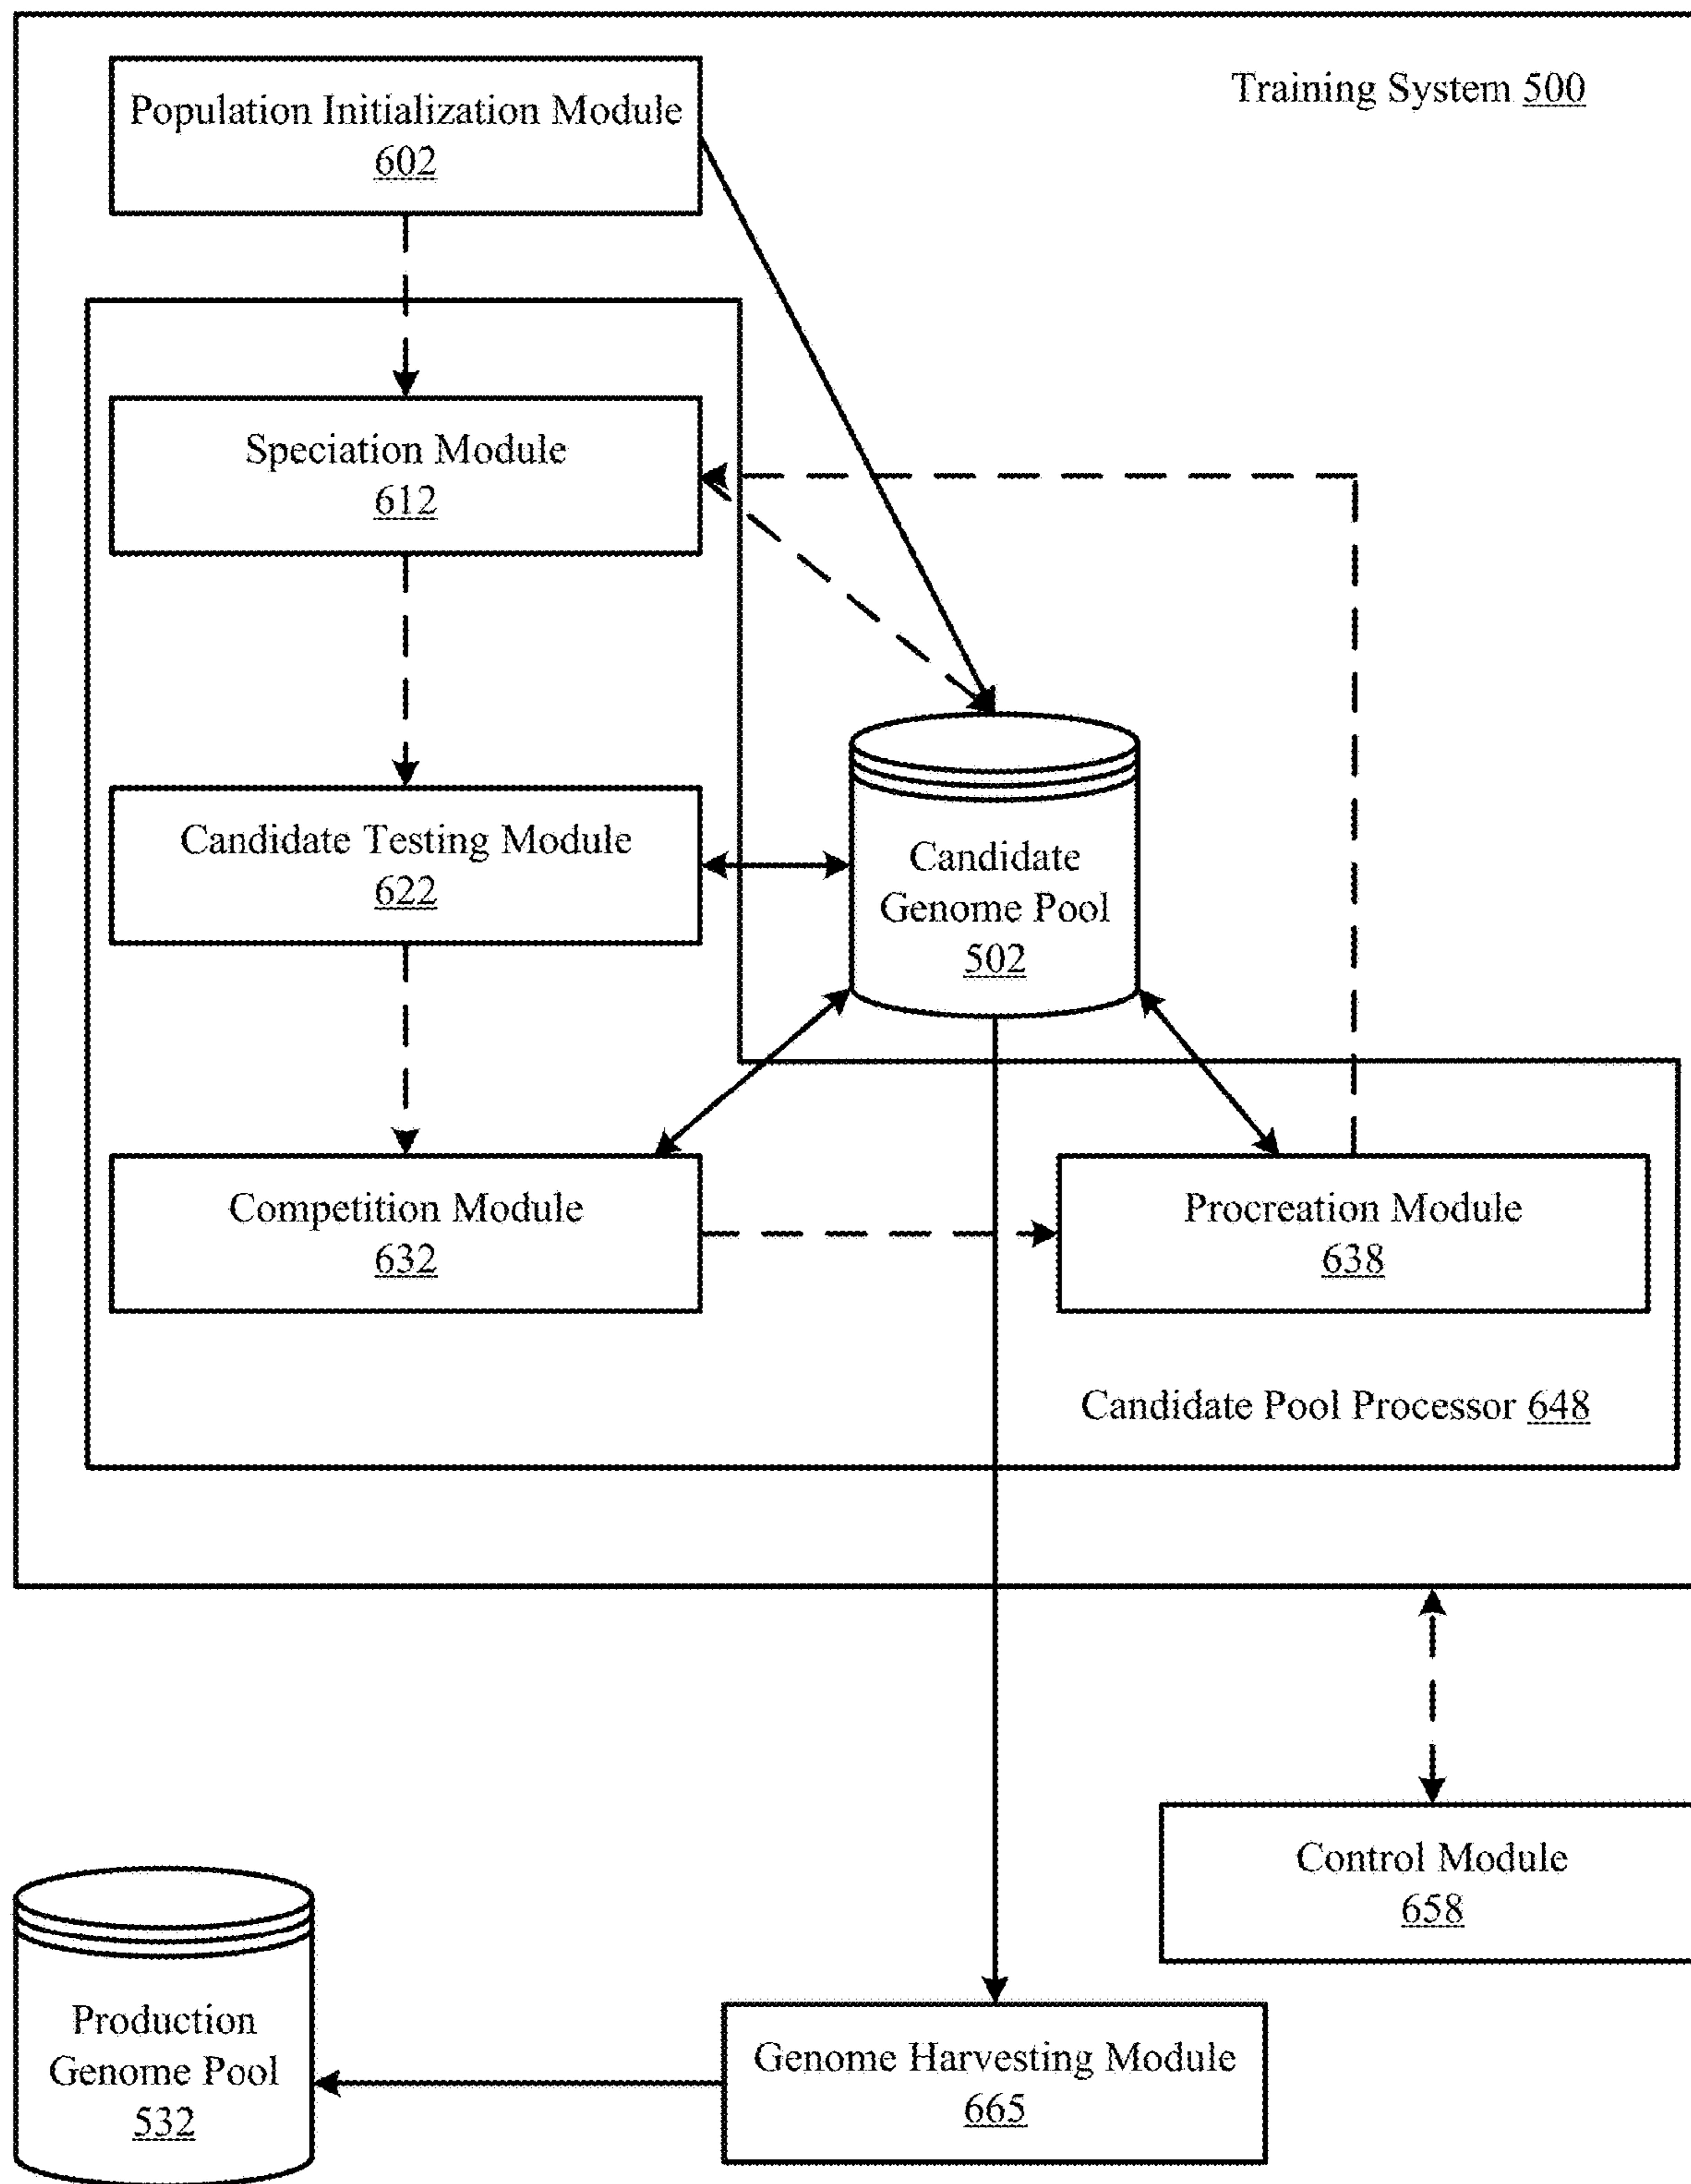 Training System 500
Population Initialization Module
602
Speciation Module
612
Candidate Testing Module
622
Candidate
Genome Pool
502
Competition Module
632
Procreation Module
638
Candidate Pool Processor 648
Control Module
658
Production
Genome Pool
532
Genome Harvesting Module
665